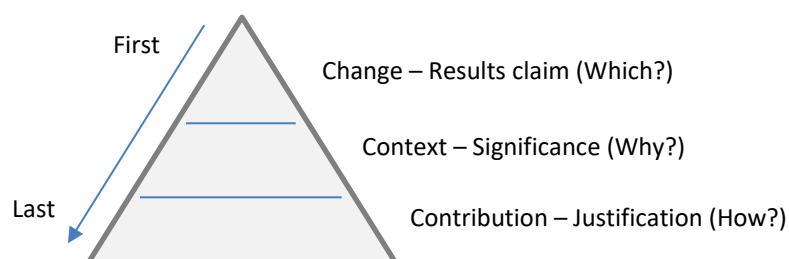 First
Change – Results claim (Which?)
Context – Significance (Why?)
Last
Contribution – Justification (How?)